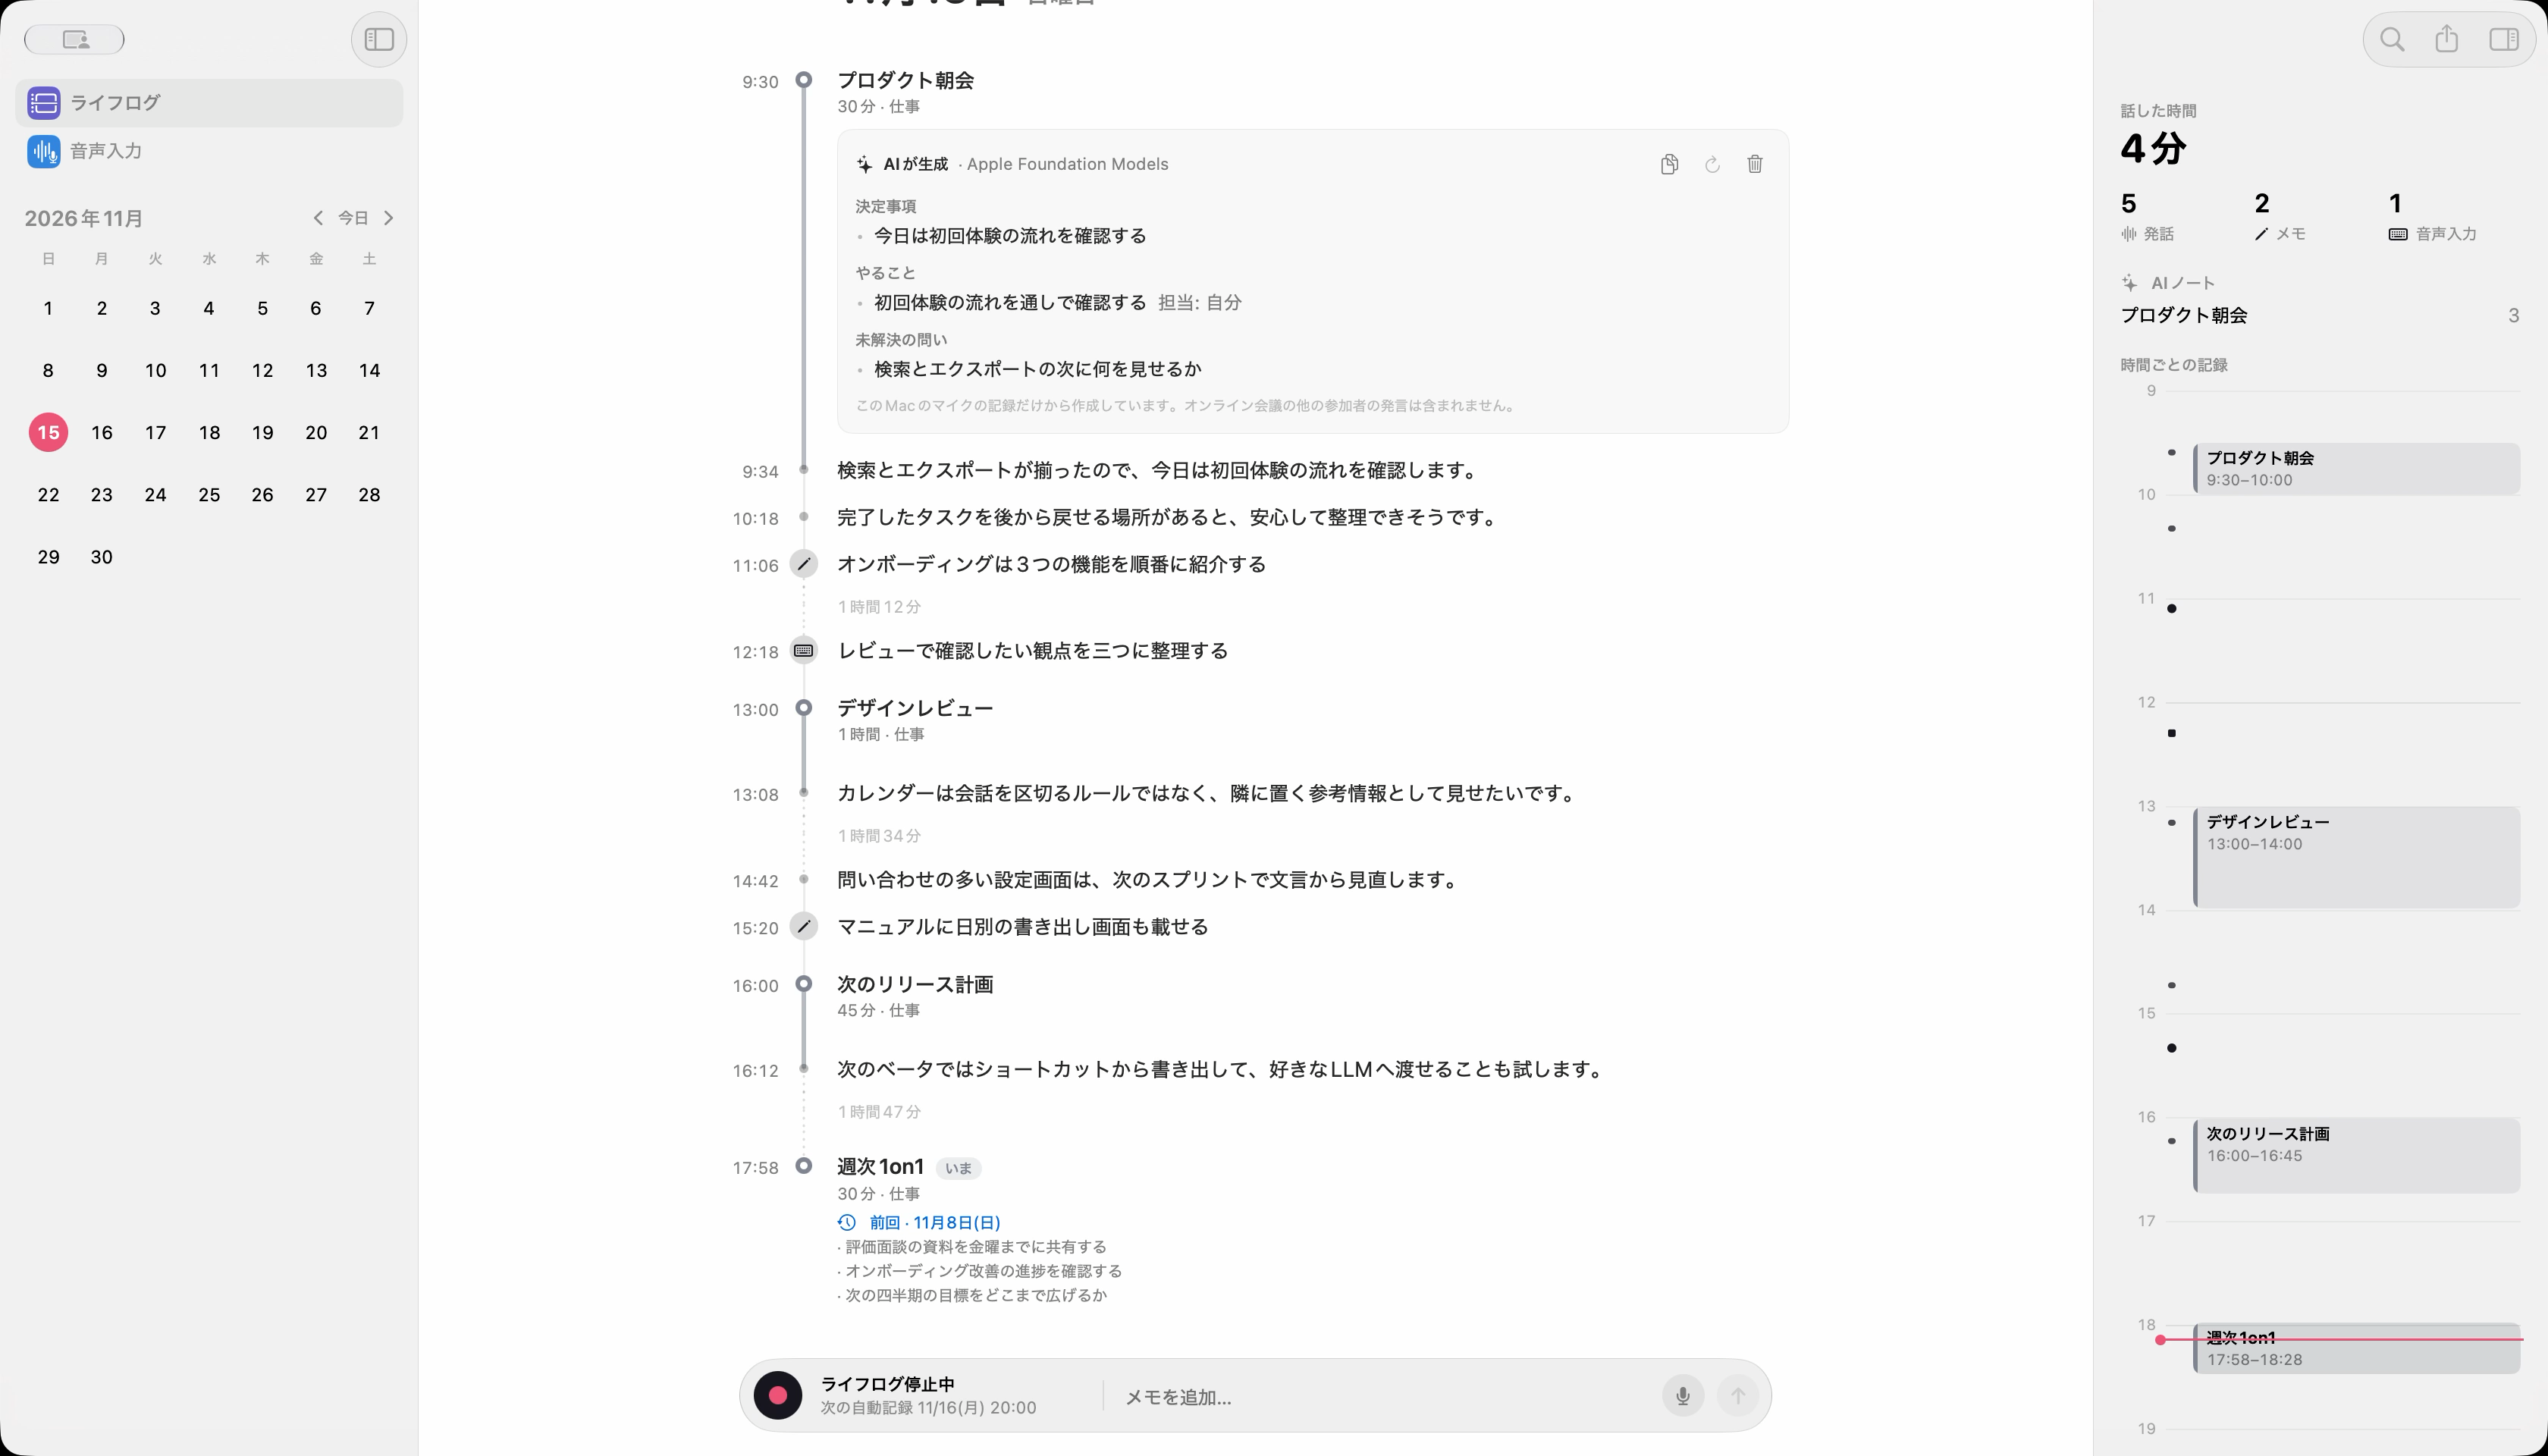 ライフログ
音声入力
2026年11月
今日
日 月 火 水 木 金 土
1 2 3 4 5 6 7
8 9 10 11 12 13 14
15 16 17 18 19 20 21
22 23 24 25 26 27 28
29 30
9:30 プロダクト朝会
30分 · 仕事
AIが生成 · Apple Foundation Models
決定事項
• 今日は初回体験の流れを確認する
やること
• 初回体験の流れを通しで確認する 担当: 自分
未解決の問い
• 検索とエクスポートの次に何を見せるか
このMacのマイクの記録だけから作成しています。オンライン会議の他の参加者の発言は含まれません。
9:34 検索とエクスポートが揃ったので、今日は初回体験の流れを確認します。
10:18 完了したタスクを後から戻せる場所があると、安心して整理できそうです。
11:06 オンボーディングは3つの機能を順番に紹介する
1時間12分
12:18 レビューで確認したい観点を三つに整理する
13:00 デザインレビュー
1時間 · 仕事
13:08 カレンダーは会話を区切るルールではなく、隣に置く参考情報として見せたいです。
1時間34分
14:42 問い合わせの多い設定画面は、次のスプリントで文言から見直します。
15:20 マニュアルに日別の書き出し画面も載せる
16:00 次のリリース計画
45分 · 仕事
16:12 次のベータではショートカットから書き出して、好きなLLMへ渡せることも試します。
1時間47分
17:58 週次1on1 いま
30分 · 仕事
前回 · 11月8日(日)
· 評価面談の資料を金曜までに共有する
· オンボーディング改善の進捗を確認する
· 次の四半期の目標をどこまで広げるか
ライフログ停止中
次の自動記録 11/16(月) 20:00
メモを追加...
話した時間
4分
5 2 1
発話 メモ 音声入力
AIノート
プロダクト朝会 3
時間ごとの記録
9
プロダクト朝会
9:30–10:00
10
11
12
13
デザインレビュー
13:00–14:00
14
15
16
次のリリース計画
16:00–16:45
17
18
週次1on1
17:58–18:28
19